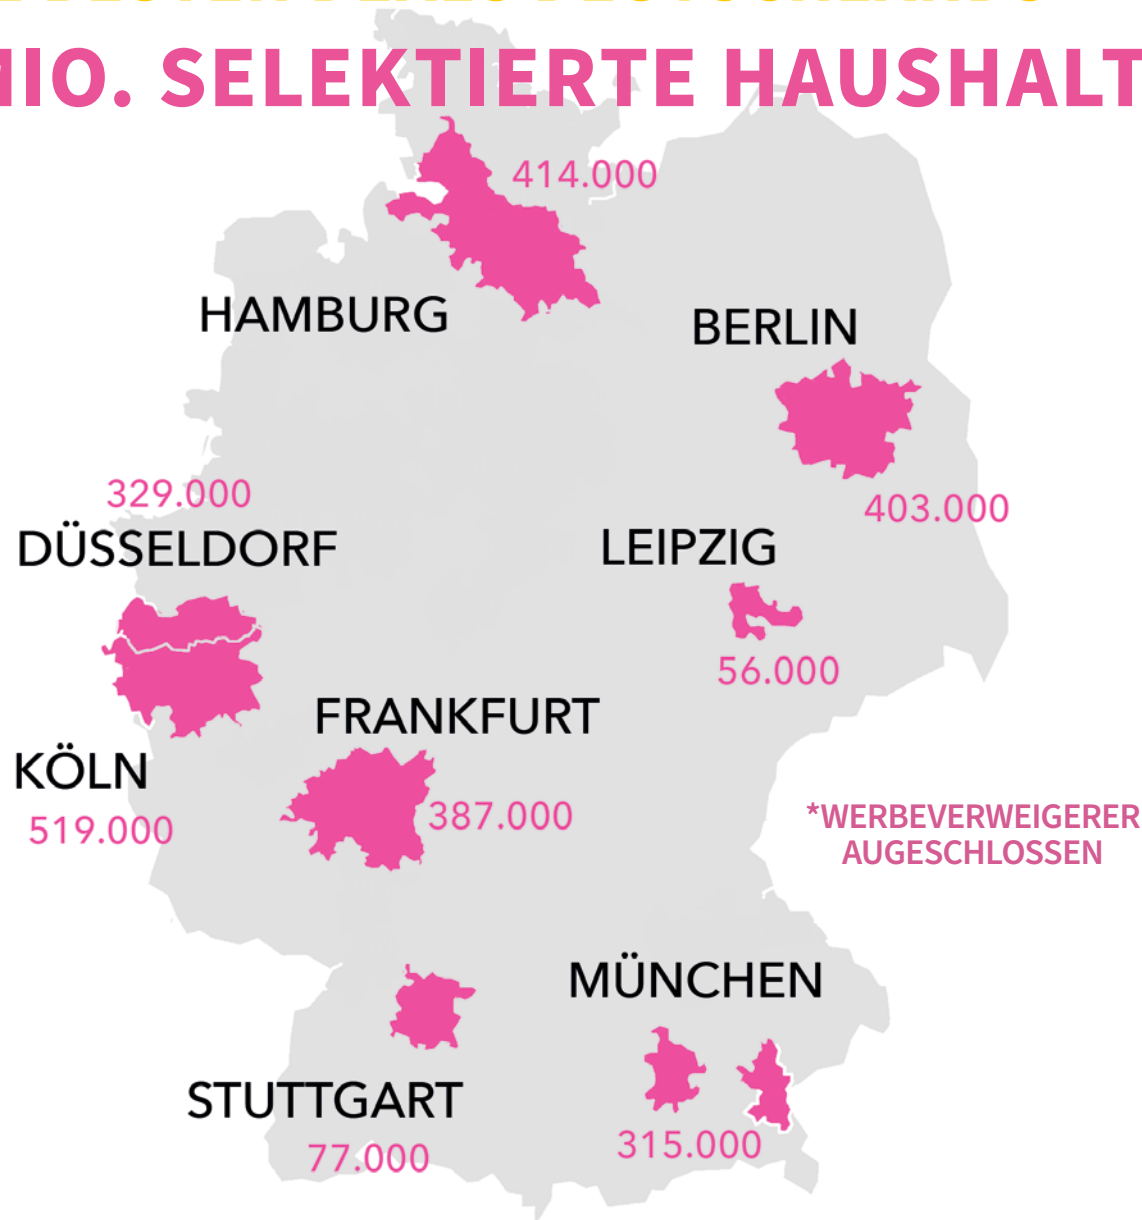 MIO. SELEKTIERTE HAUSHALT
414.000
HAMBURG
BERLIN
403.000
329.000
DÜSSELDORF
LEIPZIG
56.000
FRANKFURT
387.000
KÖLN
519.000
*WERBEVERWEIGERER
AUGESCHLOSSEN
MÜNCHEN
315.000
STUTTGART
77.000